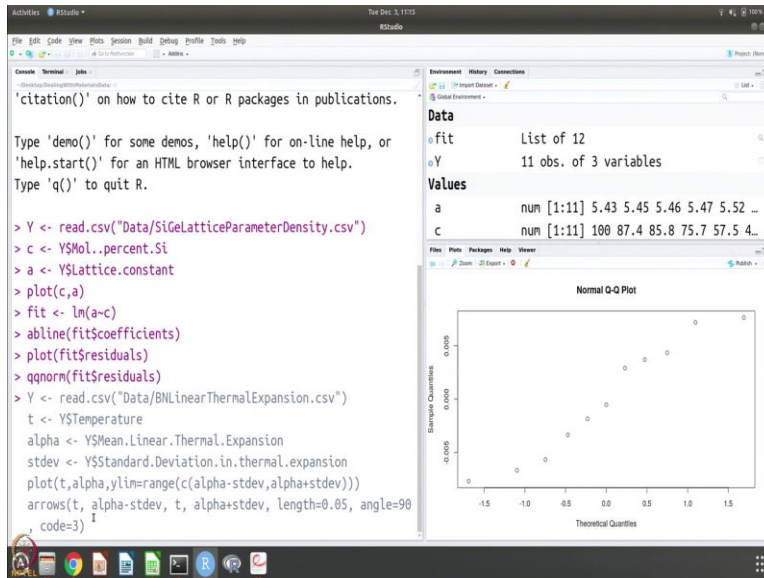 Activities RStudio Tue Dec 3, 11:15 100%
RStudio
File Edit Code View Plots Session Build Debug Profile Tools Help
Go to file/function Addins
Console Terminal Jobs
'citation()' on how to cite R or R packages in publications.
Type 'demo()' for some demos, 'help()' for on-line help, or
'help.start()' for an HTML browser interface to help.
Type 'q()' to quit R.
> Y <- read.csv("Data/SiGeLatticeParameterDensity.csv")
> c <- Y$Mol..percent.Si
> a <- Y$Lattice.constant
> plot(c,a)
> fit <- lm(a~c)
> abline(fit$coefficients)
> plot(fit$residuals)
> qqnorm(fit$residuals)
> Y <- read.csv("Data/BNLinearThermalExpansion.csv")
t <- Y$Temperature
alpha <- Y$Mean.Linear.Thermal.Expansion
stdev <- Y$Standard.Deviation.in.thermal.expansion
plot(t,alpha,ylim=range(c(alpha-stdev,alpha+stdev)))
arrows(t, alpha-stdev, t, alpha+stdev, length=0.05, angle=90
, code=3)
Environment History Connections
Import Dataset List
Global Environment
Data
fit List of 12
Y 11 obs. of 3 variables
Values
a num [1:11] 5.43 5.45 5.46 5.47 5.52 …
c num [1:11] 100 87.4 85.8 75.7 57.5 4…
Files Plots Packages Help Viewer
Zoom Export Publish
Normal Q-Q Plot
Sample Quantiles
0.005
0.000
-0.005
-1.5 -1.0 -0.5 0.0 0.5 1.0 1.5
Theoretical Quantiles